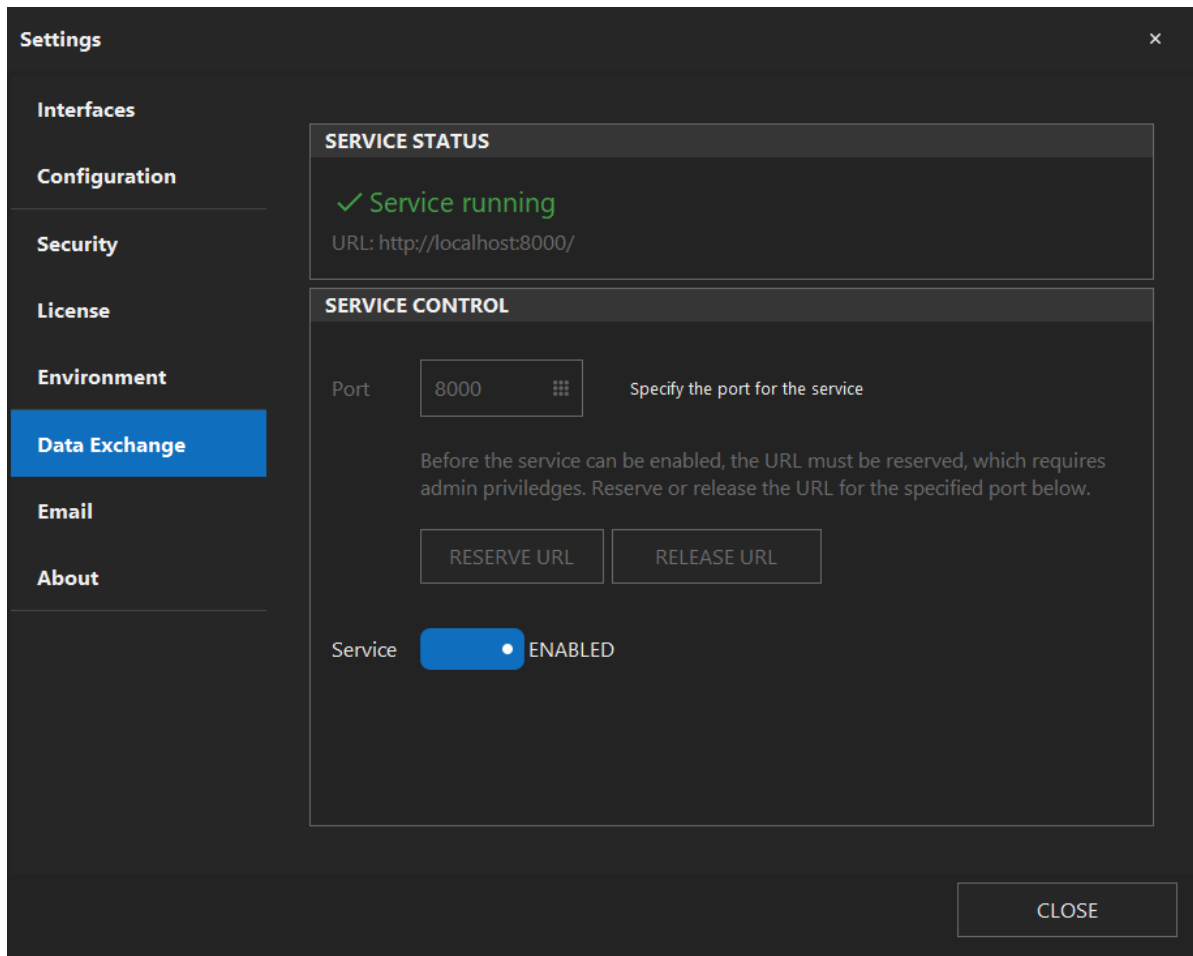 Settings
×
Interfaces
Configuration
Security
License
Environment
Data Exchange
Email
About
SERVICE STATUS
✓ Service running
URL: http://localhost:8000/
SERVICE CONTROL
Port 8000 Specify the port for the service
Before the service can be enabled, the URL must be reserved, which requires
admin priviledges. Reserve or release the URL for the specified port below.
RESERVE URL RELEASE URL
Service ENABLED
CLOSE